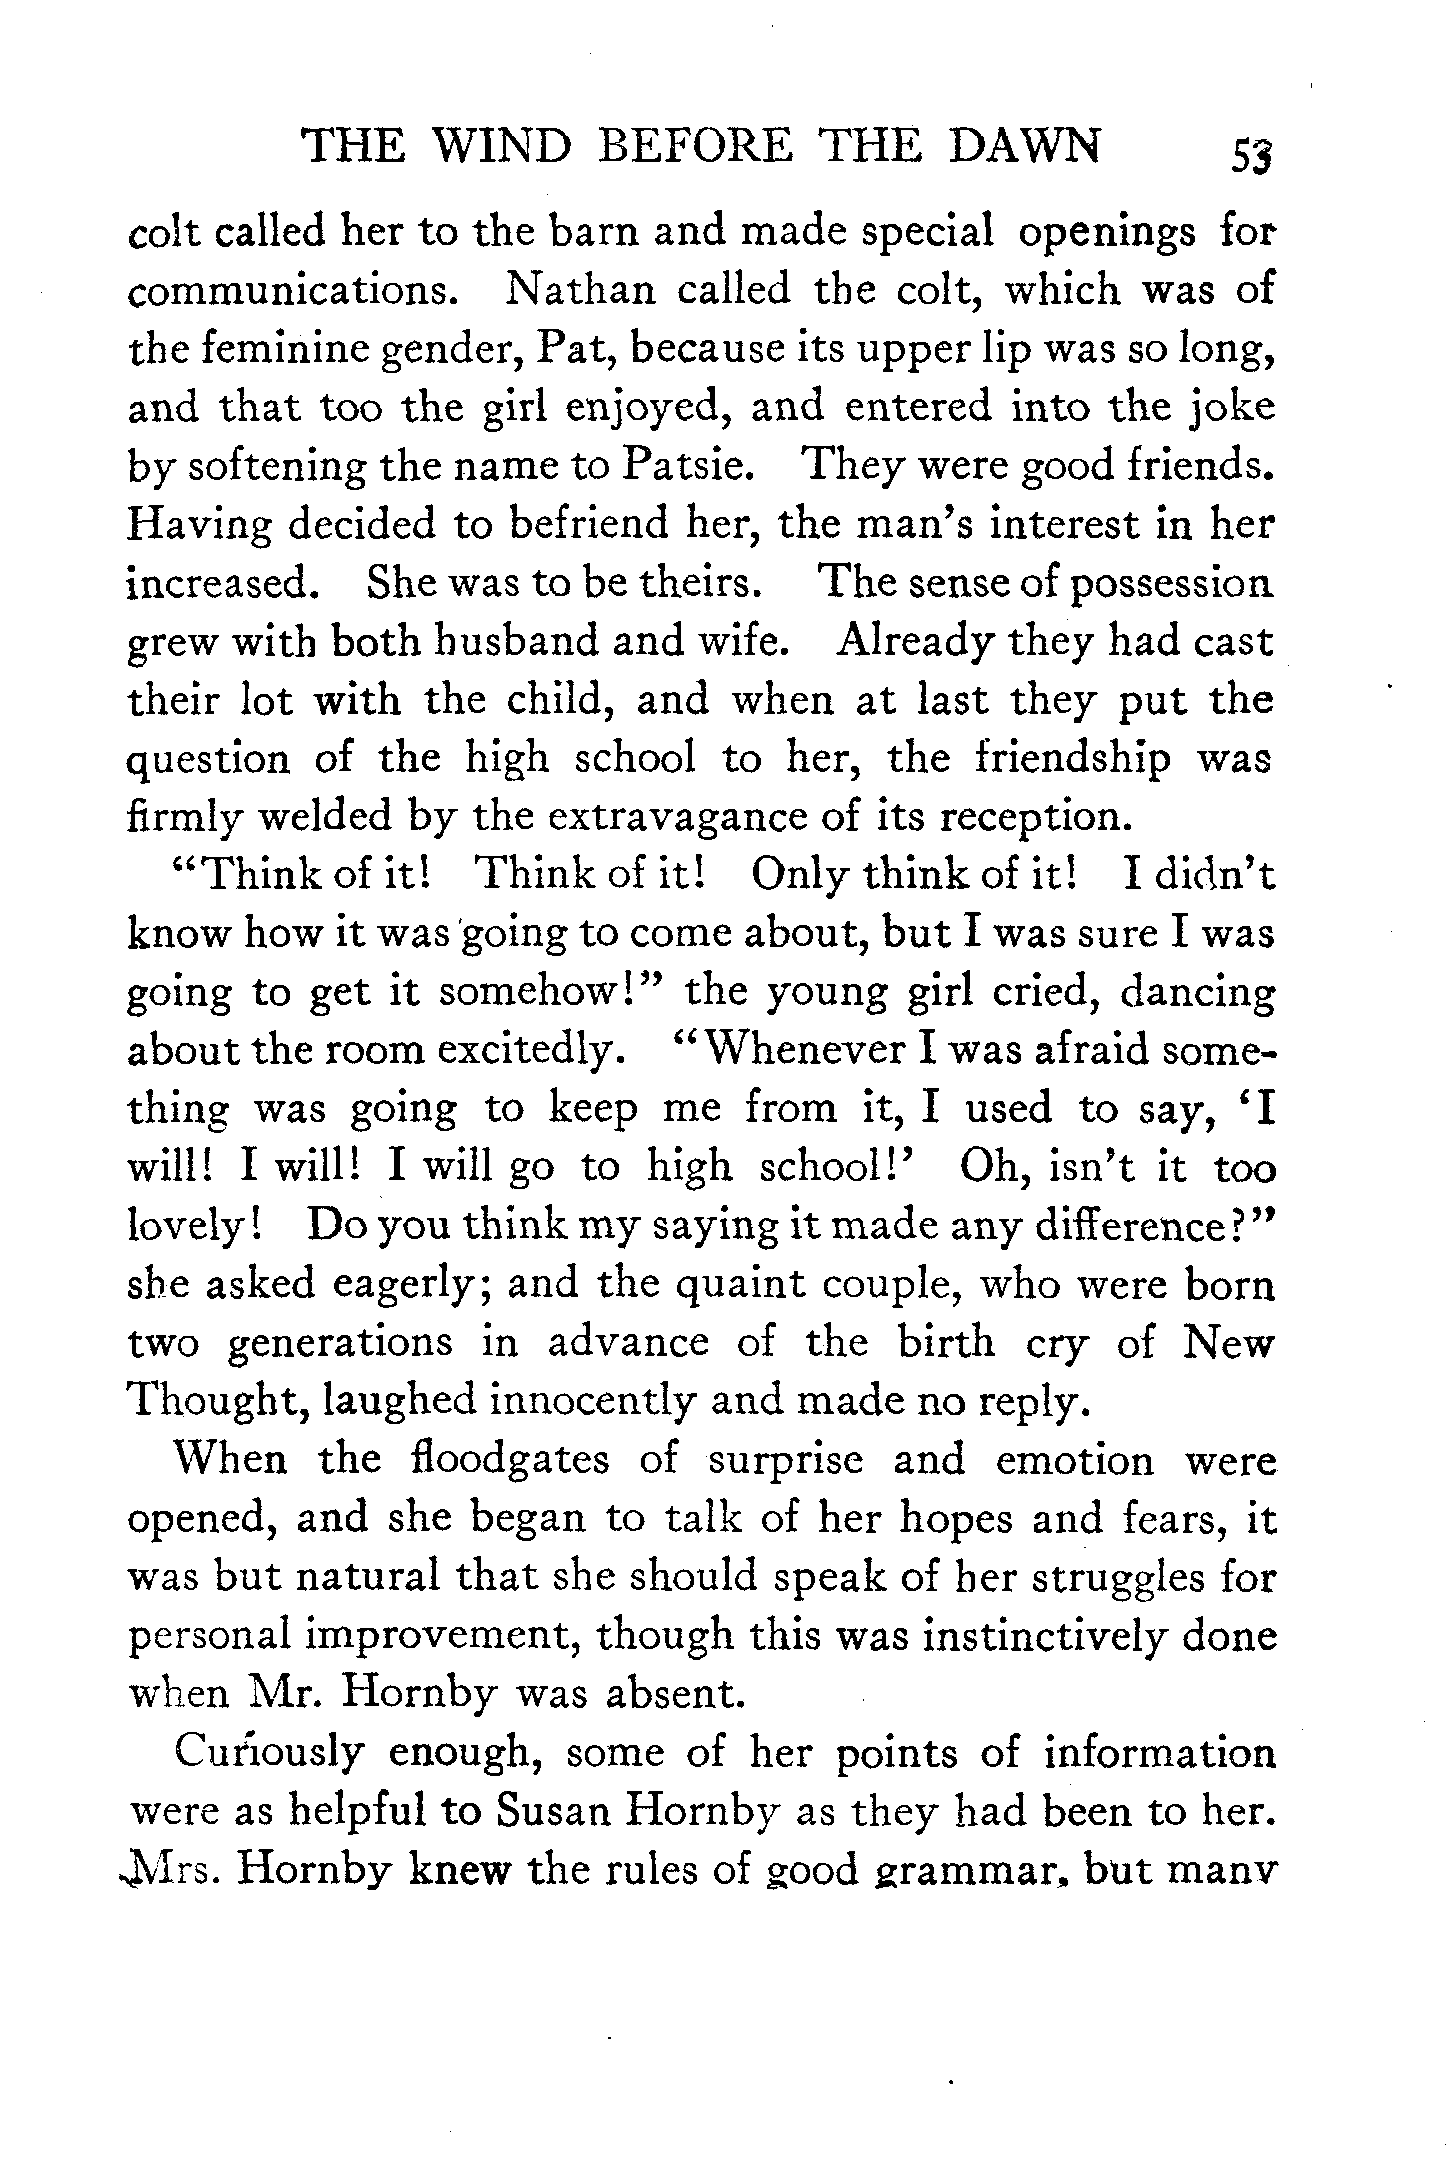 THE WIND BEFORE THE DAWN 53
colt called her to the barn and made special openings for
communications. Nathan called the colt, which was of
the feminine gender, Pat, because its upper lip was so long,
and that too the girl enjoyed, and entered into the joke
by softening the name to Patsie. They were good friends.
Having decided to befriend her, the man's interest in her
increased. She was to be theirs. The sense of possession
grew with both husband and wife. Already they had cast
their lot with the child, and when at last they put the
question of the high school to her, the friendship was
firmly welded by the extravagance of its reception.
"Think of it! Think of it! Only think of it! I didn't
know how it was going to come about, but I was sure I was
going to get it somehow!" the young girl cried, dancing
about the room excitedly. "Whenever I was afraid some-
thing was going to keep me from it, I used to say, 'I
will! I will! I will go to high school!' Oh, isn't it too
lovely! Do you think my saying it made any difference?"
she asked eagerly; and the quaint couple, who were born
two generations in advance of the birth cry of New
Thought, laughed innocently and made no reply.
When the floodgates of surprise and emotion were
opened, and she began to talk of her hopes and fears, it
was but natural that she should speak of her struggles for
personal improvement, though this was instinctively done
when Mr. Hornby was absent.
Curiously enough, some of her points of information
were as helpful to Susan Hornby as they had been to her.
Mrs. Hornby knew the rules of good grammar, but many